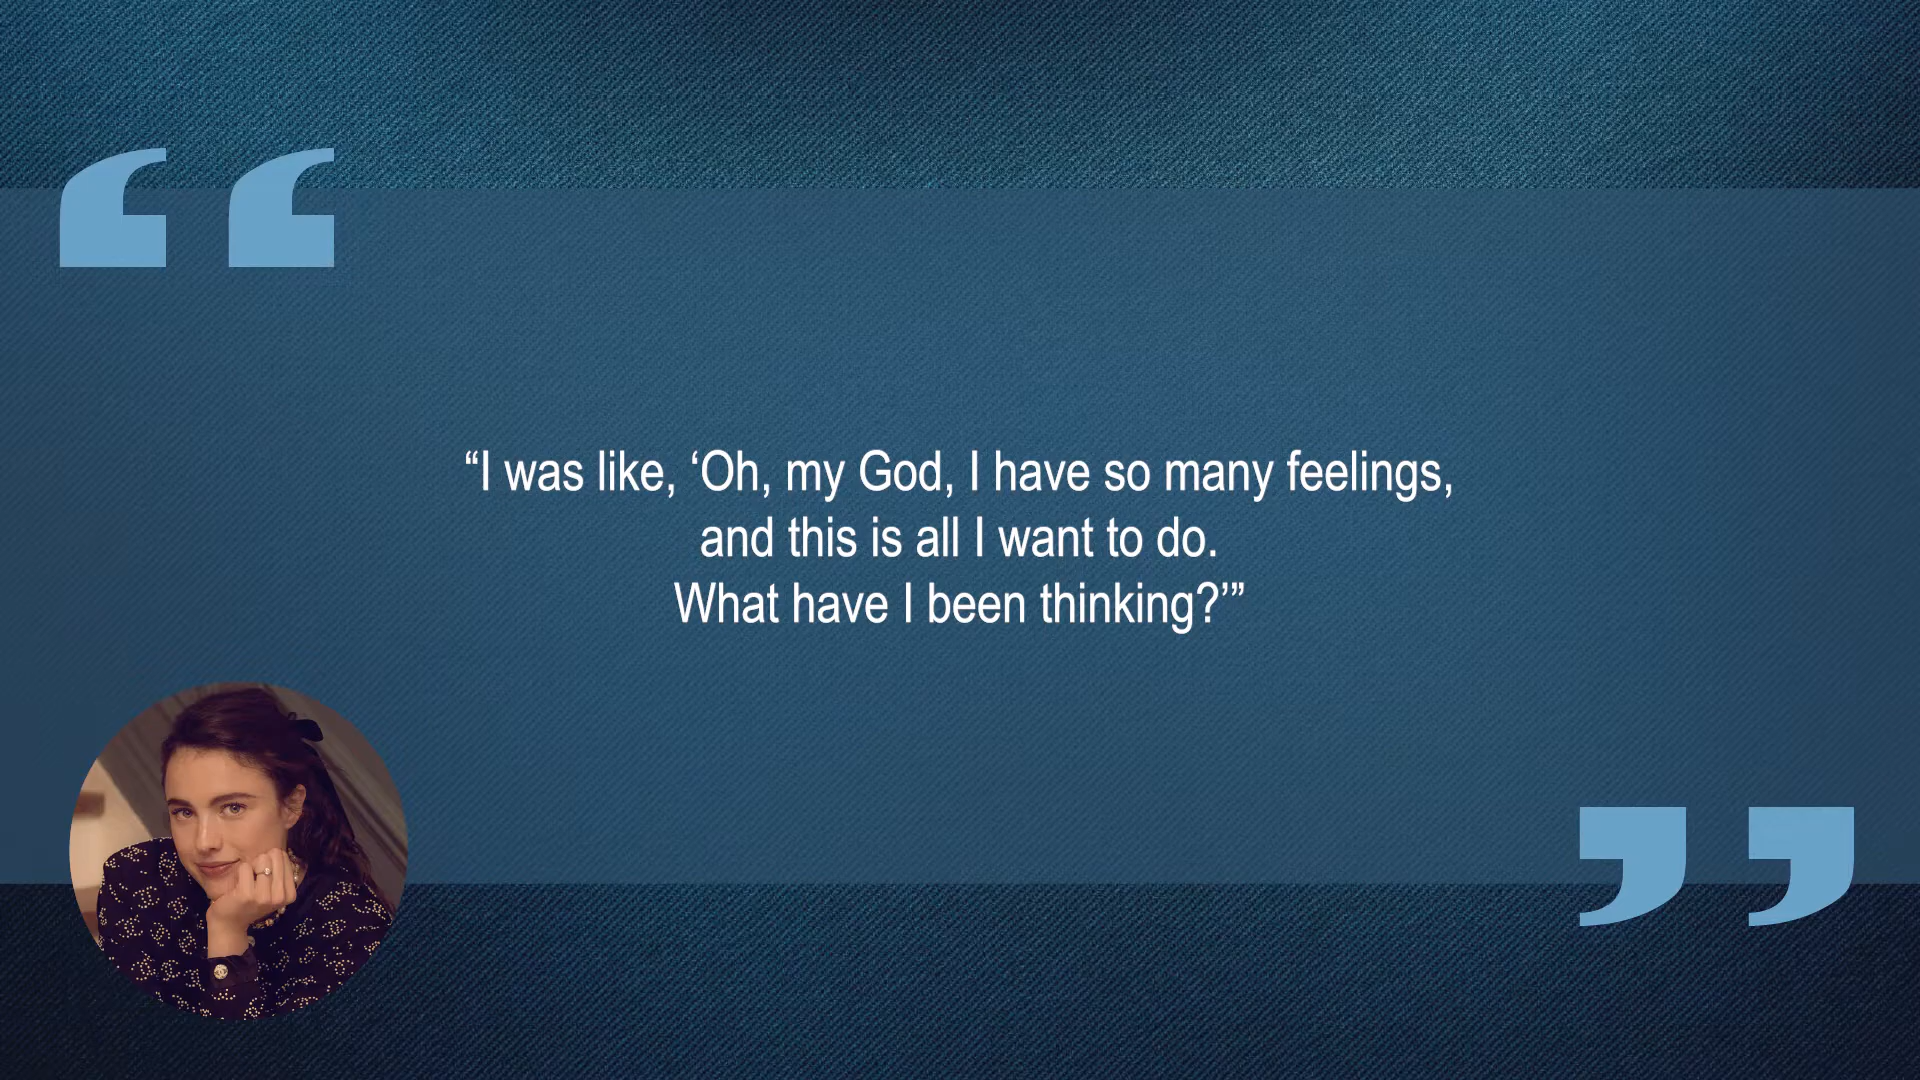 “I was like, ‘Oh, my God, I have so many feelings,
and this is all I want to do.
What have I been thinking?’”